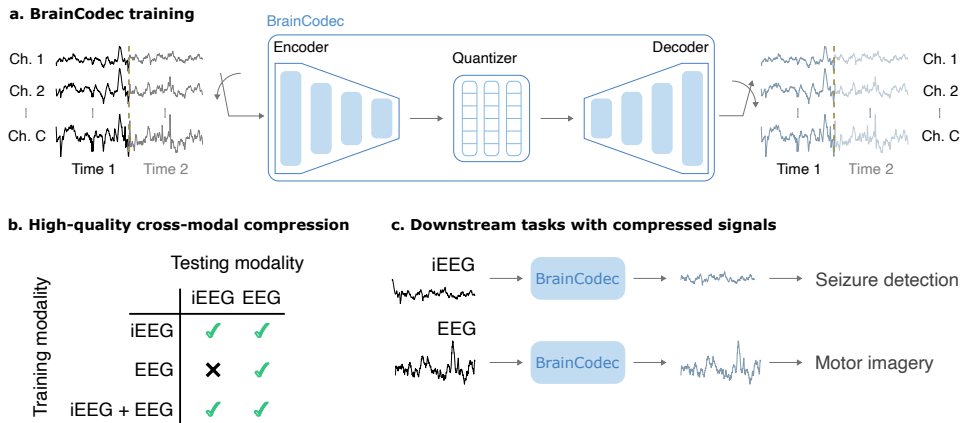 a. BrainCodec training
BrainCodec
Encoder
Quantizer
Decoder
Ch. 1
Ch. 2
Ch. C
Time 1 Time 2
Ch. 1
Ch. 2
Ch. C
Time 1 Time 2
b. High-quality cross-modal compression
Testing modality
iEEG EEG
Training modality
iEEG
EEG
iEEG + EEG
c. Downstream tasks with compressed signals
iEEG
BrainCodec
Seizure detection
EEG
BrainCodec
Motor imagery